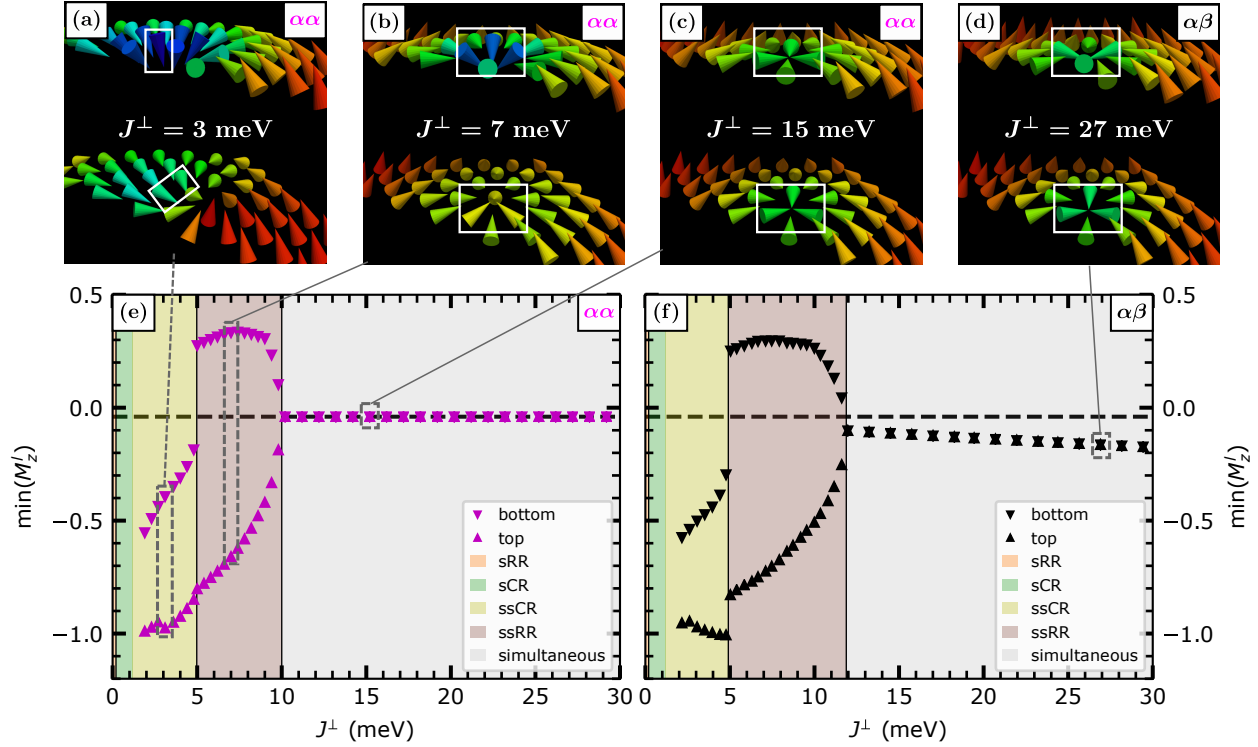 (a) αα
(b) αα
(c) αα
(d) αβ
J⊥ = 3 meV
J⊥ = 7 meV
J⊥ = 15 meV
J⊥ = 27 meV
(e) αα
(f) αβ
0.5
0.0
−0.5
−1.0
min(M_z^l)
0 5 10 15 20 25 30
J⊥ (meV)
bottom
top
sRR
sCR
ssCR
ssRR
simultaneous
0 5 10 15 20 25 30
J⊥ (meV)
bottom
top
sRR
sCR
ssCR
ssRR
simultaneous
0.5
0.0
−0.5
−1.0
min(M_z^l)